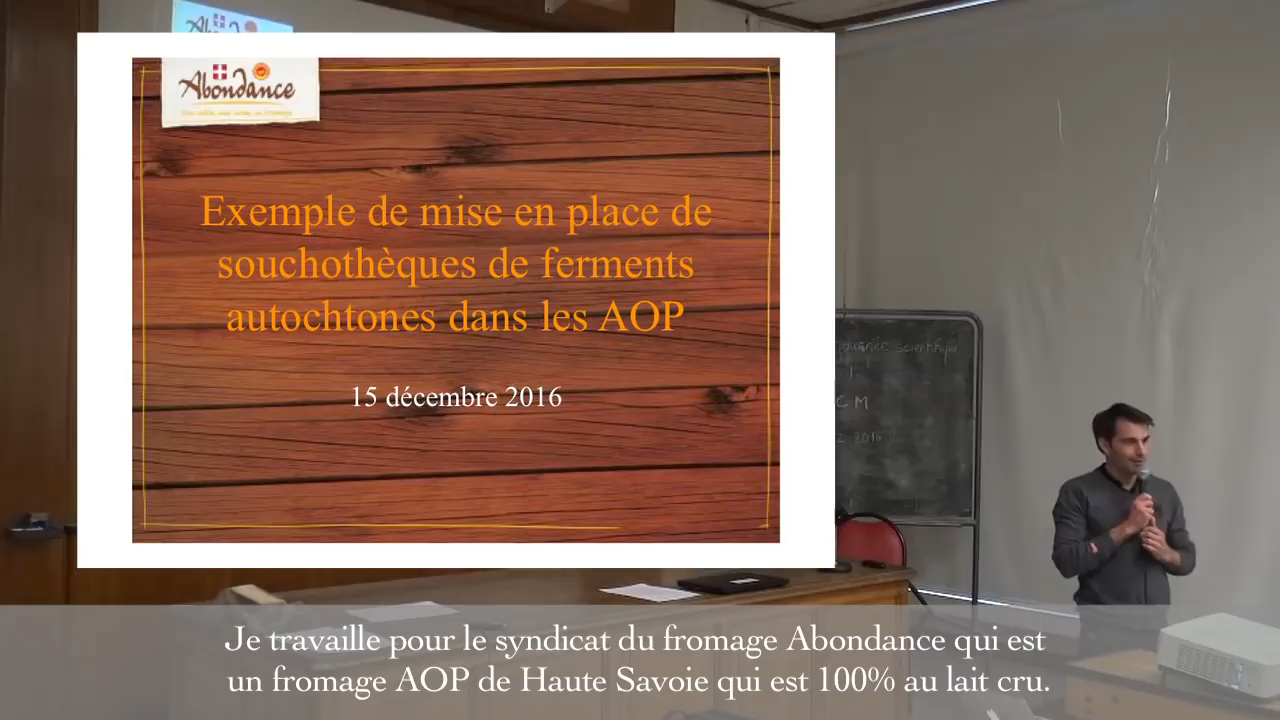 Abondance
Exemple de mise en place de
souchothèques de ferments
autochtones dans les AOP
15 décembre 2016
scientifique
C M
2016
Je travaille pour le syndicat du fromage Abondance qui est
un fromage AOP de Haute Savoie qui est 100% au lait cru.